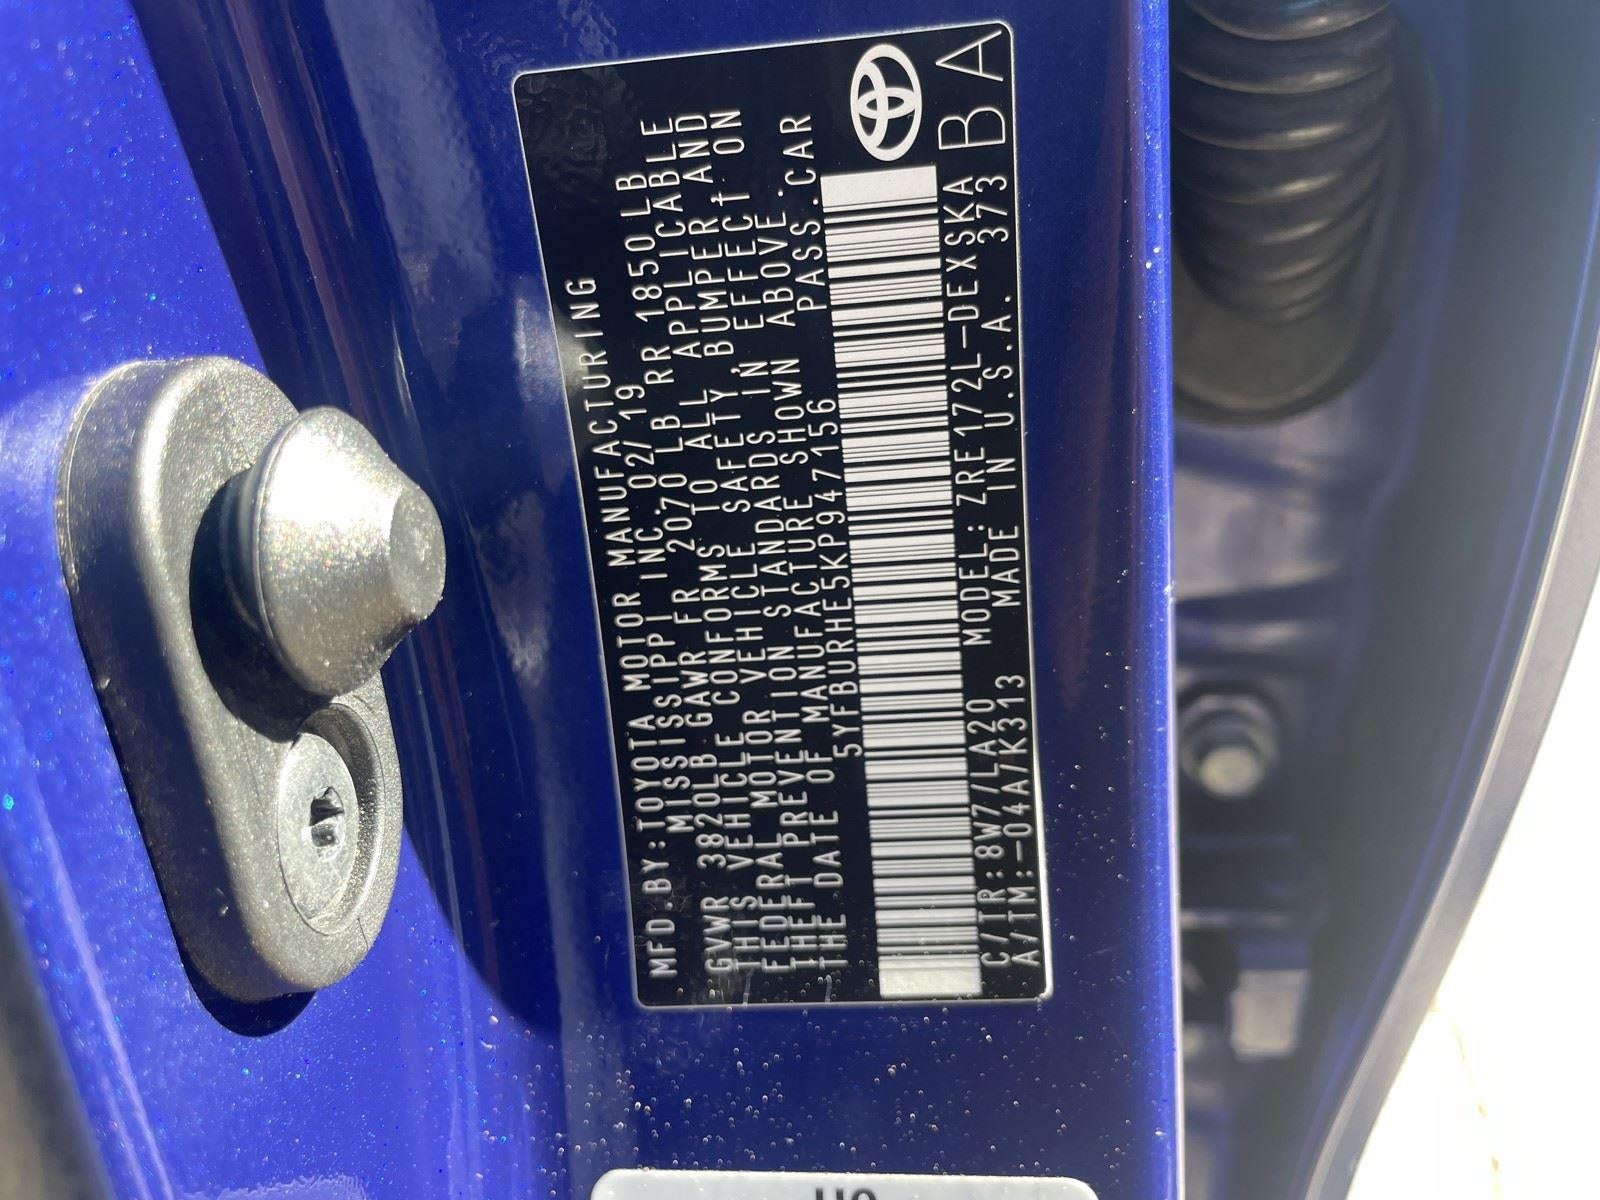 MFD.BY:TOYOTA MOTOR MANUFACTURING
MISSISSIPPI INC. 02/19
GVWR 3820LB GAWR FR 2070 LB RR 1850LB
THIS VEHICLE CONFORMS TO ALL APPLICABLE
FEDERAL MOTOR VEHICLE SAFETY, BUMPER, AND
THEFT PREVENTION STANDARDS IN EFFECT ON
THE DATE OF MANUFACTURE SHOWN ABOVE.
5YFBURHE5KP947156 PASS.CAR
C/TR:8W7/LA20 MODEL:ZRE172L-DEXSKA
A/TM:-04A/K313 MADE IN U.S.A. 373 BA